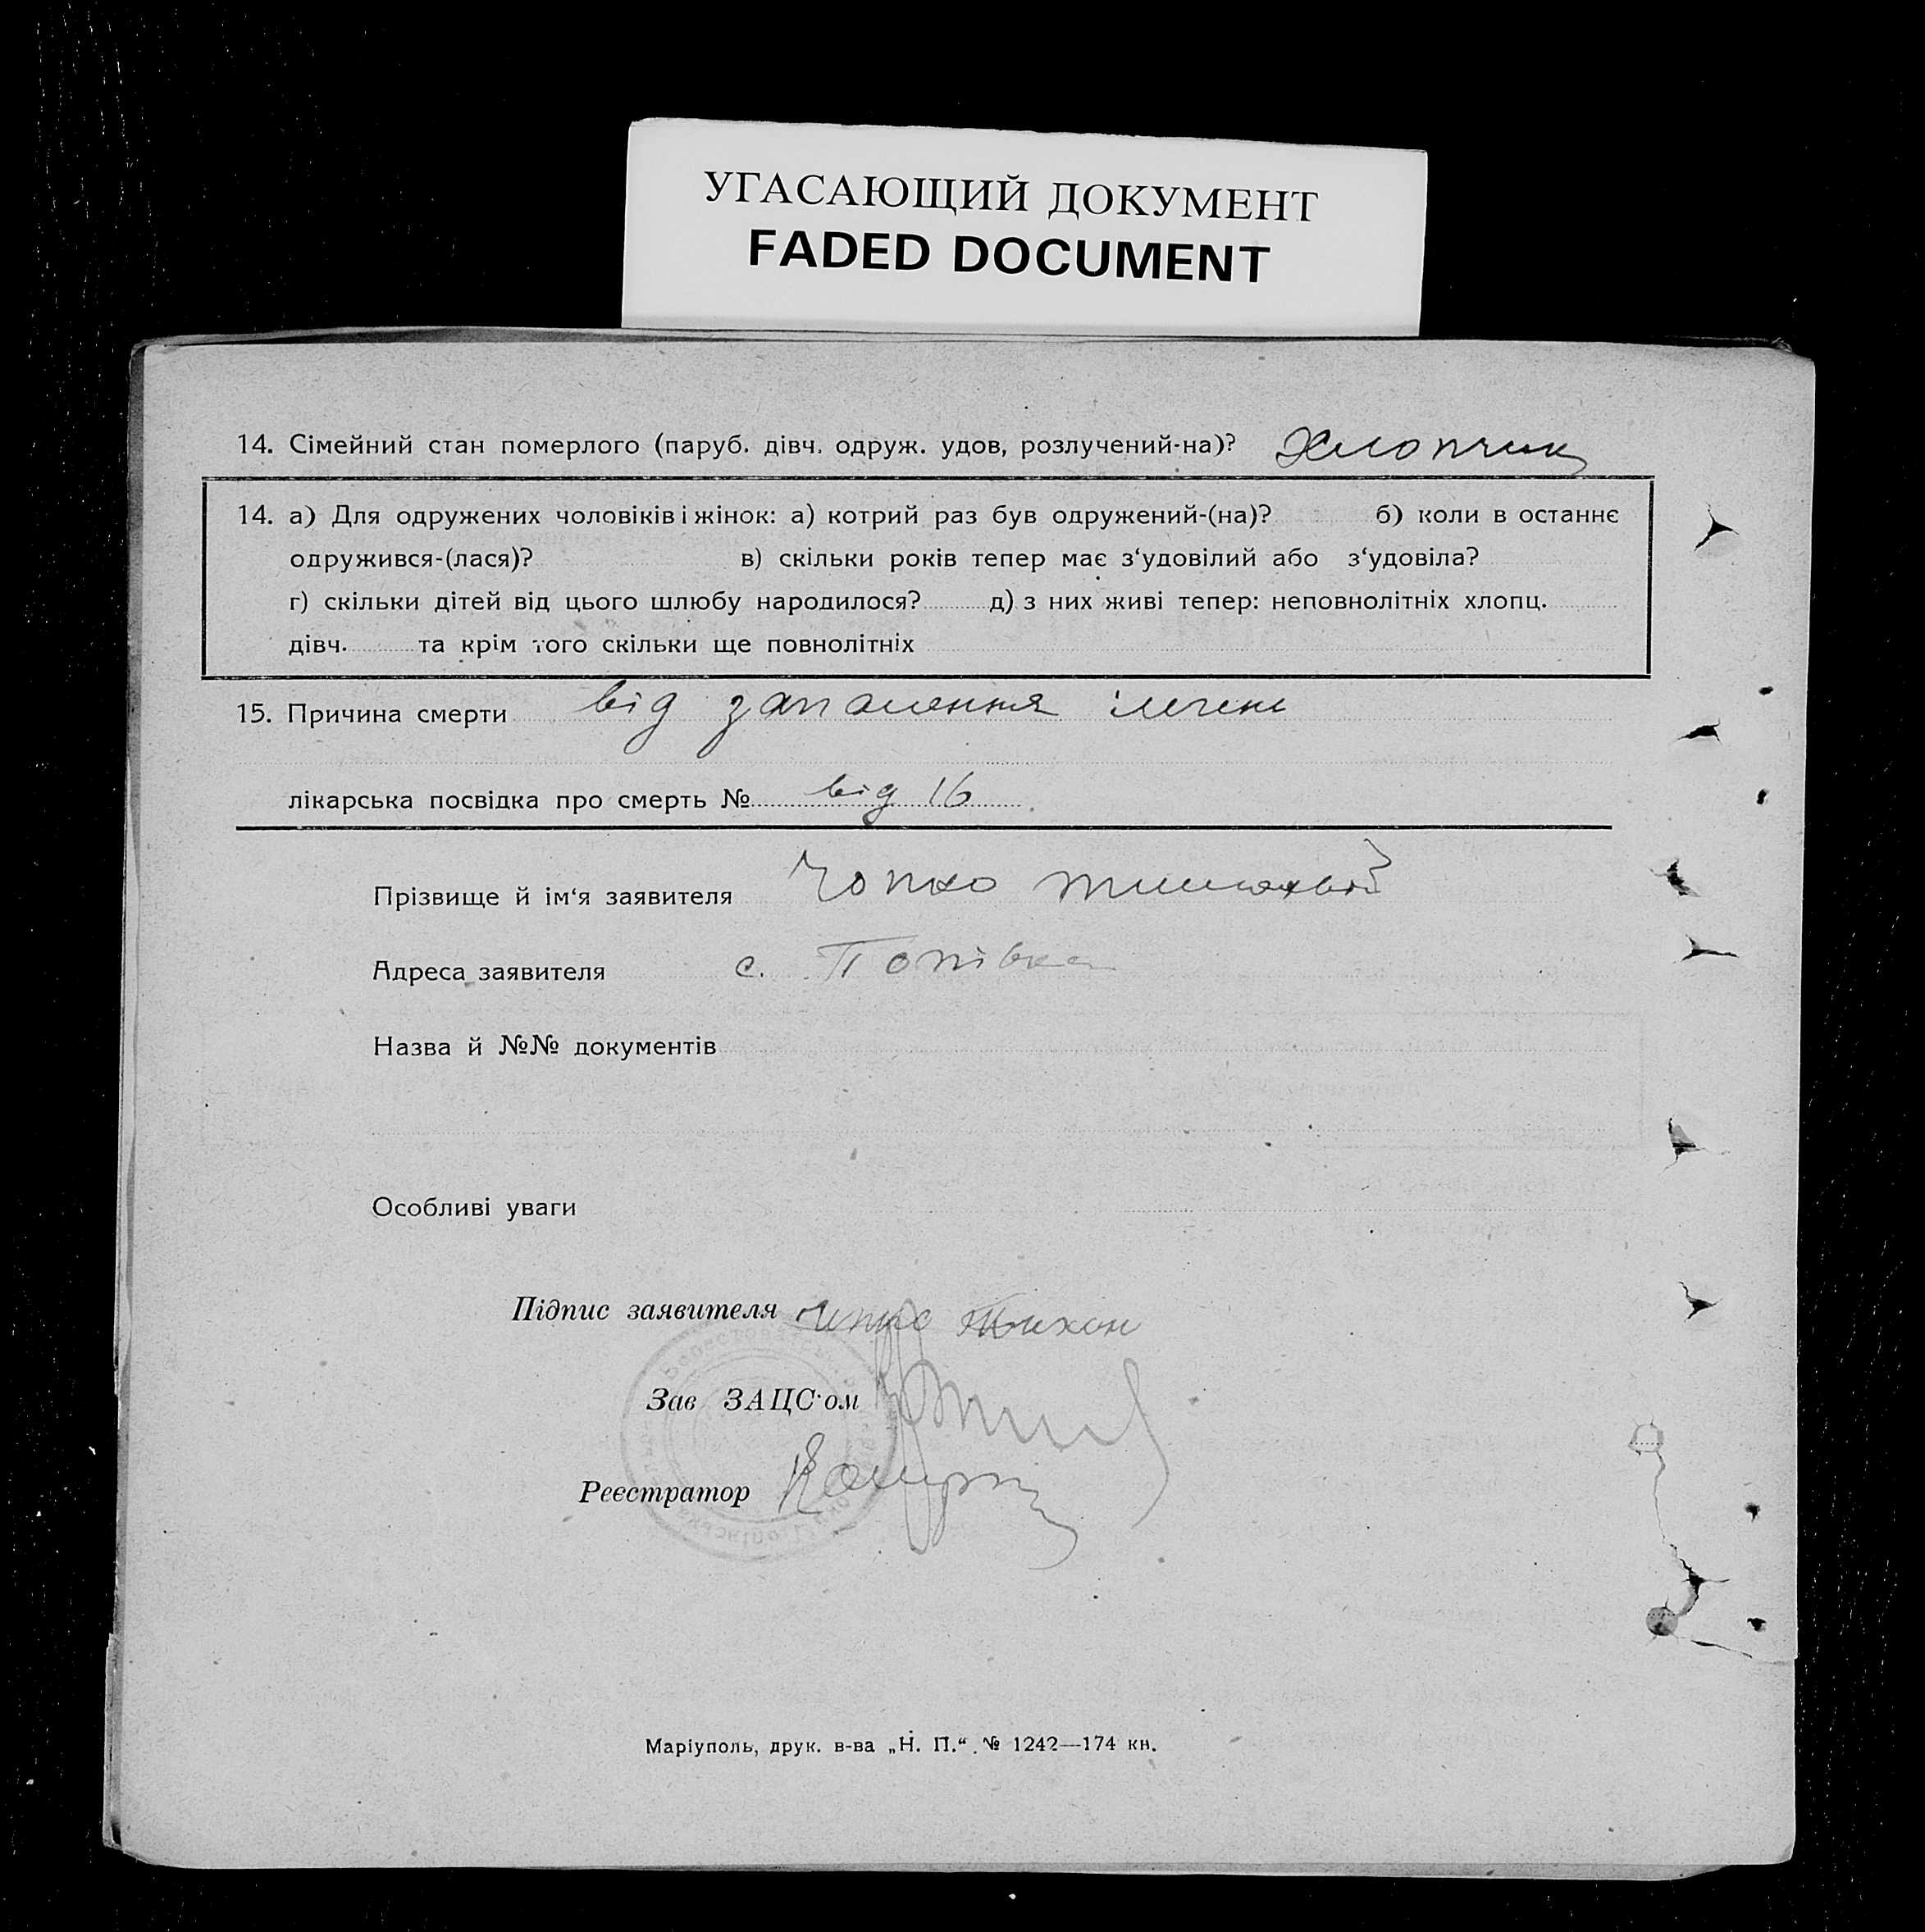 УГАСАЮЩИЙ ДОКУМЕНТ
FADED DOCUMENT
14. Сімейний стан померлого (паруб. дівч. одруж. удов, розлучений-на)? Хлопчик
14. а) Для одружених чоловіків і жінок: а) котрий раз був одружений-(на)? б) коли в останнє
одружився-(лася)? в) скільки років тепер має з‘удовілий або з‘удовіла?
г) скільки дітей від цього шлюбу народилося? д) з них живі тепер: неповнолітніх хлопц.
дівч. та крім того скільки ще повнолітніх
15. Причина смерти від запалення
лікарська посвідка про смерть № від 16
Прізвище й ім‘я заявителя Чопко
Адреса заявителя с. Попівка
Назва й №№ документів
Особливі уваги
Підпис заявителя Тихон
Зав ЗАЦС‘ом
Реєстратор
Маріуполь, друк. в-ва „Н. П.“ № 1242—174 кн.